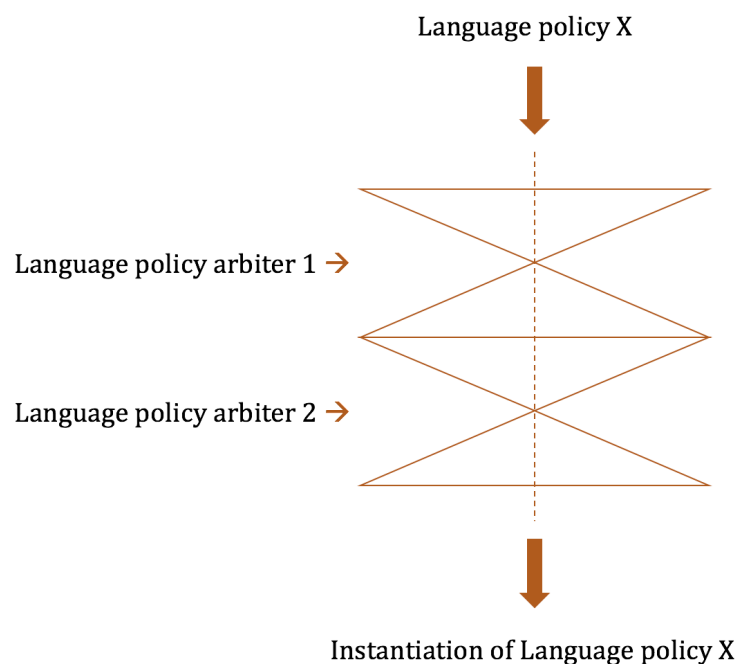 Language policy X
Language policy arbiter 1
Language policy arbiter 2
Instantiation of Language policy X